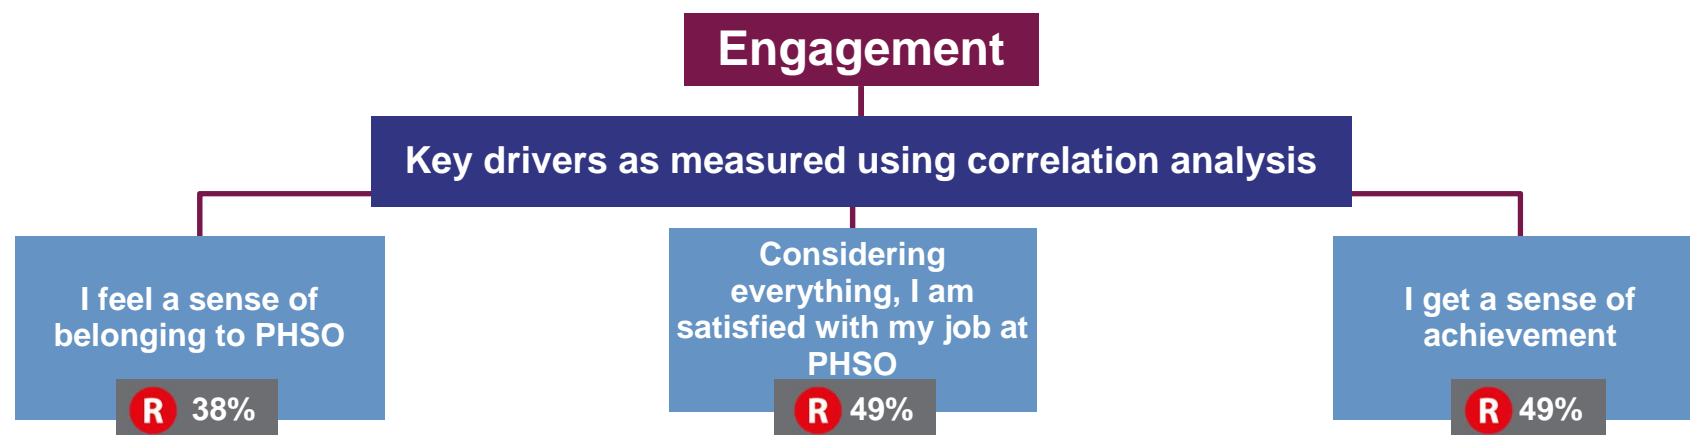 Engagement
Key drivers as measured using correlation analysis
I feel a sense of
belonging to PHSO
R 38%
Considering
everything, I am
satisfied with my job at
PHSO
R 49%
I get a sense of
achievement
R 49%